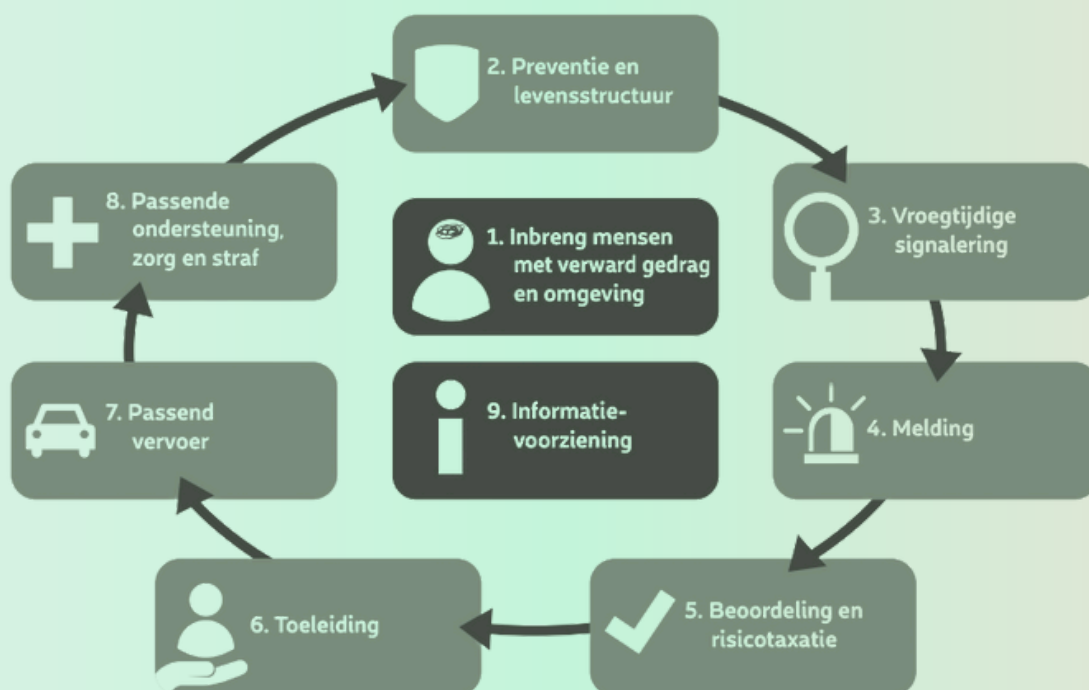 2. Preventie en
levensstructuur
8. Passende
ondersteuning,
zorg en straf
1. Inbreng mensen
met verward gedrag
en omgeving
3. Vroegtijdige
signalering
7. Passend
vervoer
9. Informatie-
voorziening
4. Melding
6. Toeleiding
5. Beoordeling en
risicotaxatie